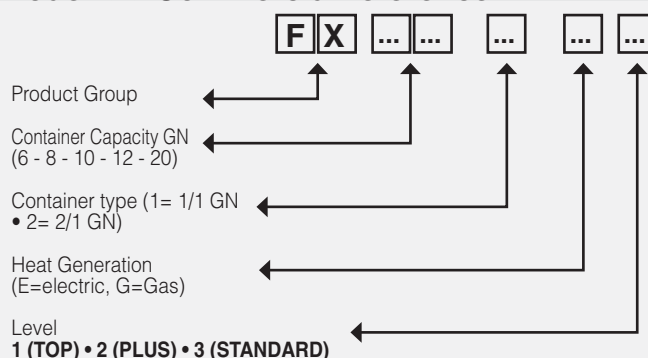 F X ... ... ... ... ...
Product Group
Container Capacity GN
(6 - 8 - 10 - 12 - 20)
Container type (1= 1/1 GN
• 2= 2/1 GN)
Heat Generation
(E=electric, G=Gas)
Level
1 (TOP) • 2 (PLUS) • 3 (STANDARD)